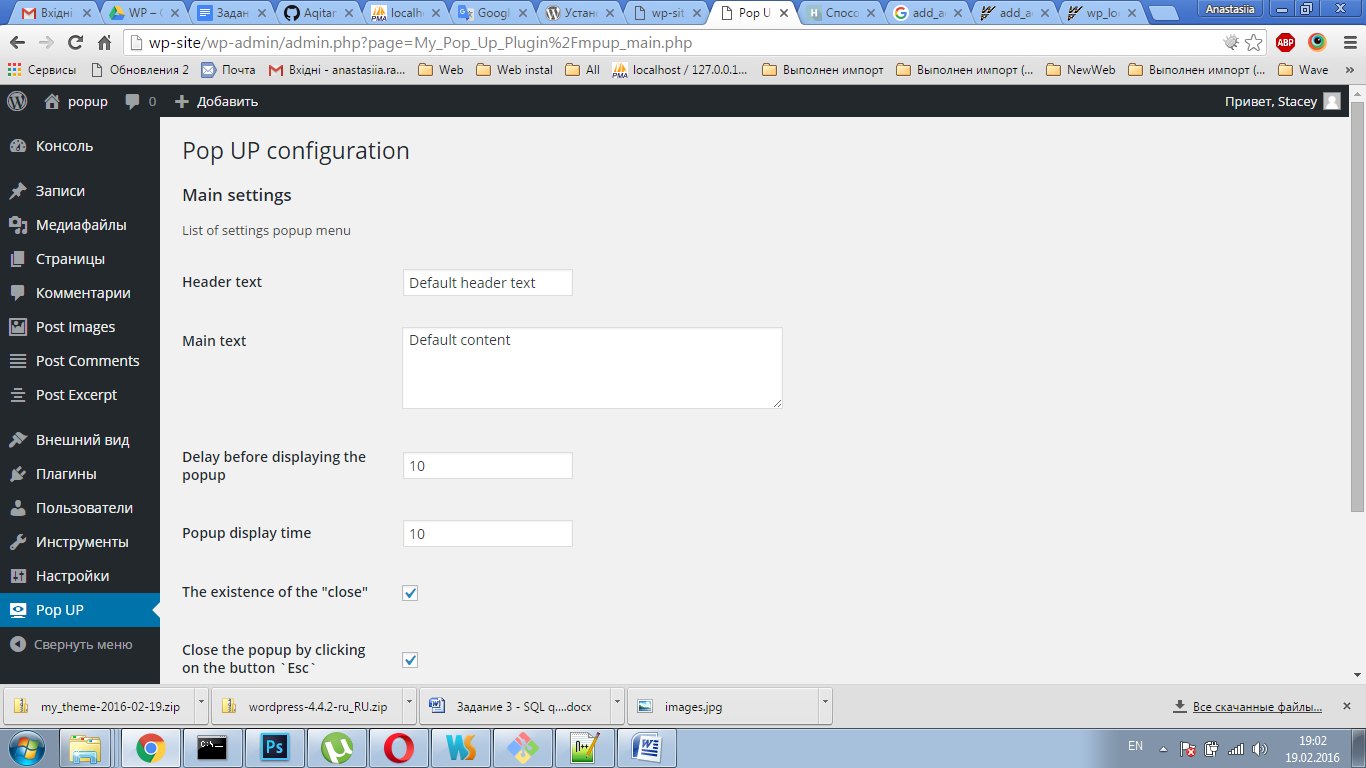 Вхідні
WP – С
Задан
Aqitar
localh
Googl
Устано
wp-sit
Pop U
Спосо
add_a
add_a
wp_lo
Anastasiia
wp-site/wp-admin/admin.php?page=My_Pop_Up_Plugin%2Fmpup_main.php
ABP
Сервисы
Обновления 2
Почта
Вхідні - anastasiia.ra...
Web
Web instal
All
localhost / 127.0.0.1...
Выполнен импорт
Выполнен импорт (...
NewWeb
Выполнен импорт (...
Wave
»
popup
0
Добавить
Привет, Stacey
Консоль
Записи
Медиафайлы
Страницы
Комментарии
Post Images
Post Comments
Post Excerpt
Внешний вид
Плагины
Пользователи
Инструменты
Настройки
Pop UP
Свернуть меню
Pop UP configuration
Main settings
List of settings popup menu
Header text
Default header text
Main text
Default content
Delay before displaying the
popup
10
Popup display time
10
The existence of the "close"
Close the popup by clicking
on the button `Esc`
my_theme-2016-02-19.zip
wordpress-4.4.2-ru_RU.zip
Задание 3 - SQL q....docx
images.jpg
Все скачанные файлы...
EN
19:02
19.02.2016